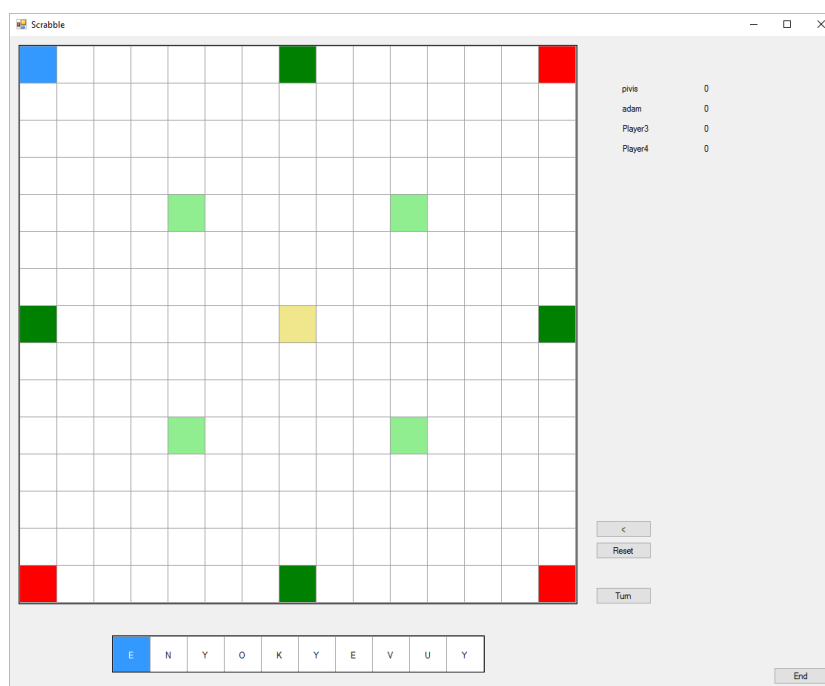 Scrabble
pivis 0
adam 0
Player3 0
Player4 0
<
Reset
Turn
E N Y O K Y E V U Y
End